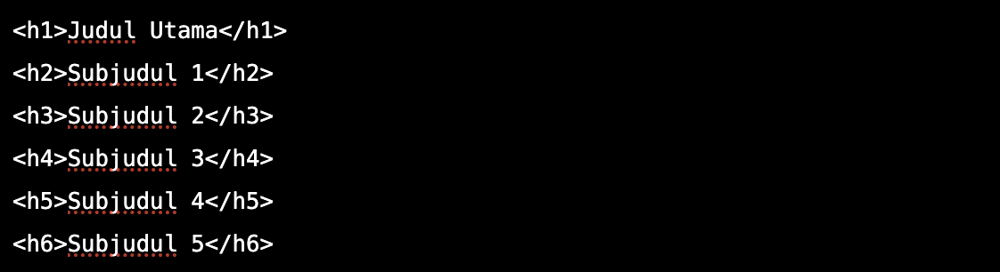 <h1>Judul Utama</h1>
<h2>Subjudul 1</h2>
<h3>Subjudul 2</h3>
<h4>Subjudul 3</h4>
<h5>Subjudul 4</h5>
<h6>Subjudul 5</h6>